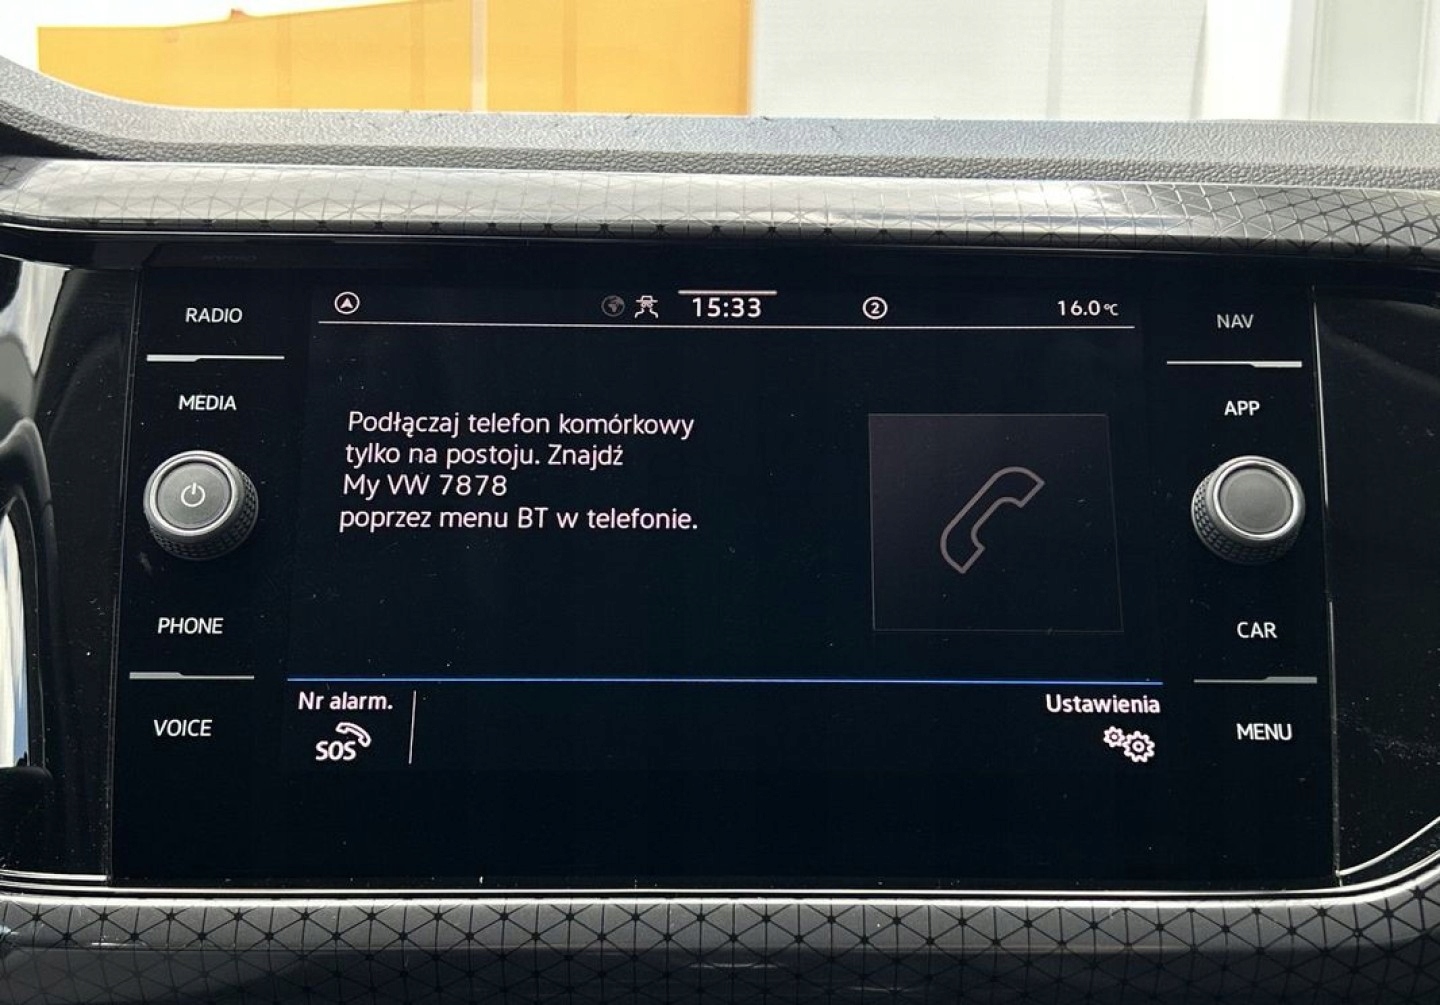 RADIO
MEDIA
PHONE
VOICE
15:33
2
16.0°C
Podłączaj telefon komórkowy
tylko na postoju. Znajdź
My VW 7878
poprzez menu BT w telefonie.
Nr alarm.
SOS
Ustawienia
NAV
APP
CAR
MENU